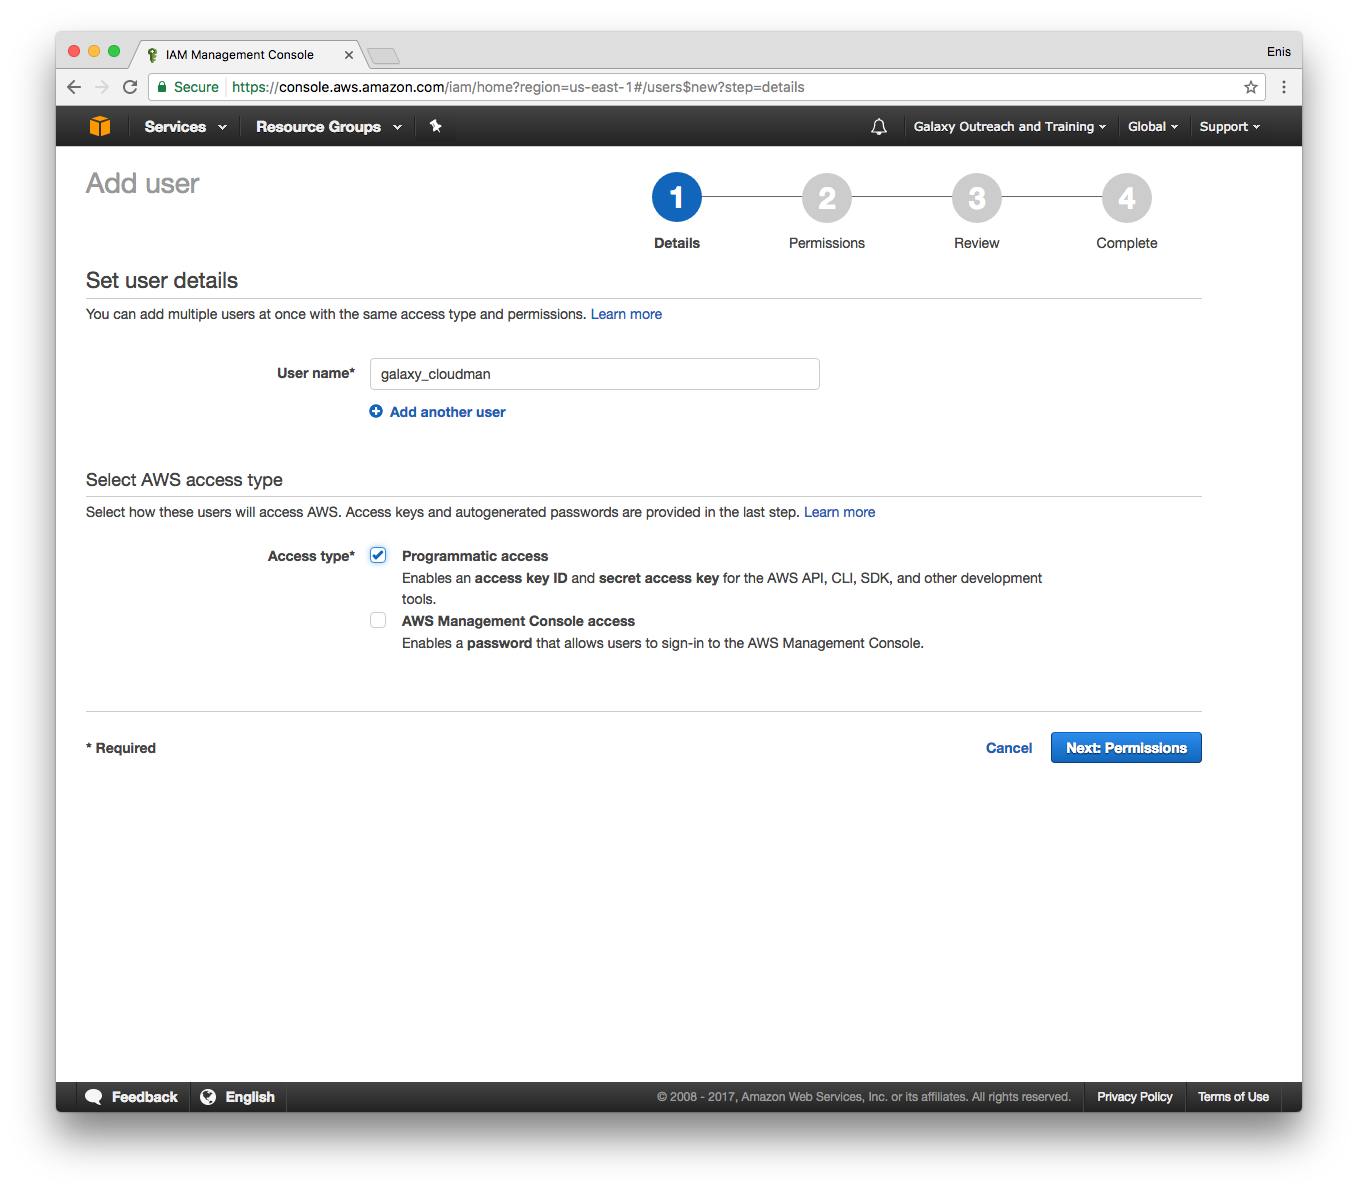 IAM Management Console
Enis
Secure https://console.aws.amazon.com/iam/home?region=us-east-1#/users$new?step=details
Services Resource Groups Galaxy Outreach and Training Global Support
Add user
1 2 3 4
Details Permissions Review Complete
Set user details
You can add multiple users at once with the same access type and permissions. Learn more
User name* galaxy_cloudman
Add another user
Select AWS access type
Select how these users will access AWS. Access keys and autogenerated passwords are provided in the last step. Learn more
Access type* Programmatic access
Enables an access key ID and secret access key for the AWS API, CLI, SDK, and other development
tools.
AWS Management Console access
Enables a password that allows users to sign-in to the AWS Management Console.
* Required Cancel Next: Permissions
Feedback English © 2008 - 2017, Amazon Web Services, Inc. or its affiliates. All rights reserved. Privacy Policy Terms of Use